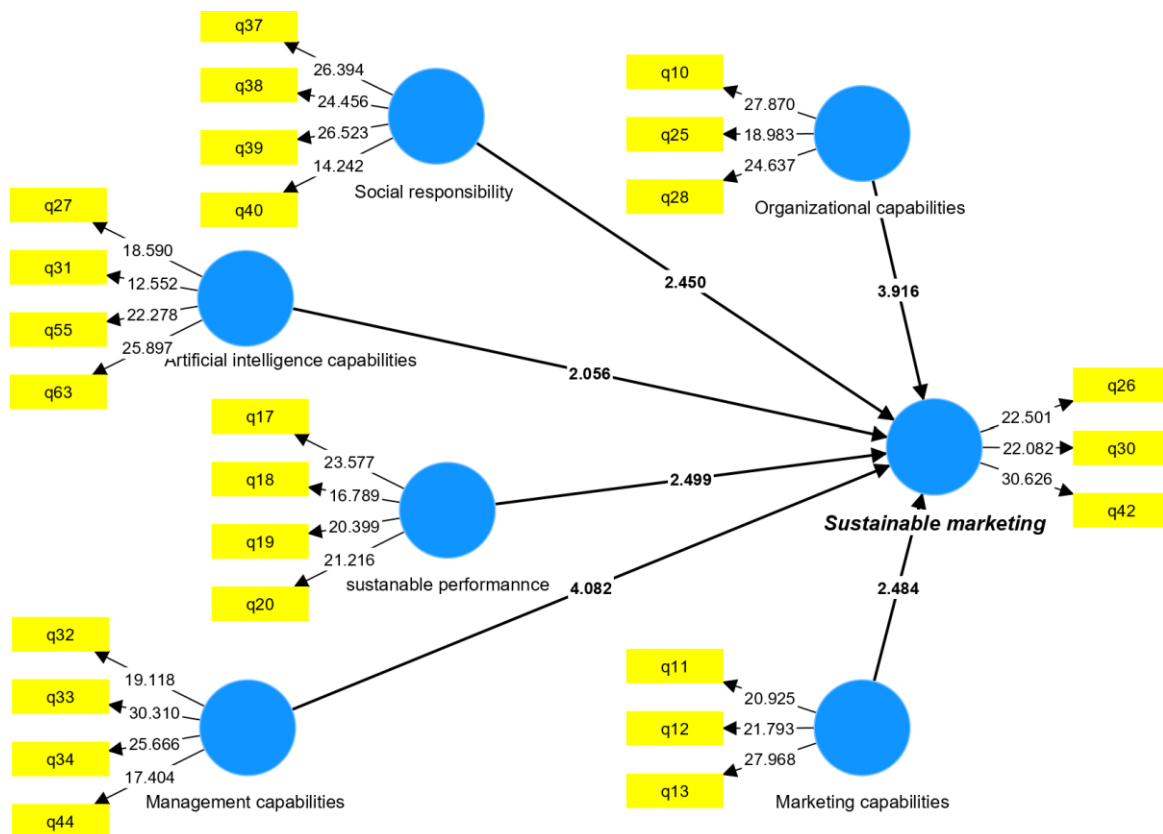 q37
26.394
q38
24.456
q39
26.523
q40
14.242
Social responsibility
q10
27.870
q25
18.983
q28
24.637
Organizational capabilities
q27
18.590
q31
12.552
q55
22.278
q63
25.897
Artificial intelligence capabilities
2.450
3.916
2.056
q17
23.577
q18
16.789
q19
20.399
q20
21.216
sustanable performannce
2.499
q26
22.501
q30
22.082
q42
30.626
Sustainable marketing
4.082
2.484
q32
19.118
q33
30.310
q34
25.666
q44
17.404
Management capabilities
q11
20.925
q12
21.793
q13
27.968
Marketing capabilities